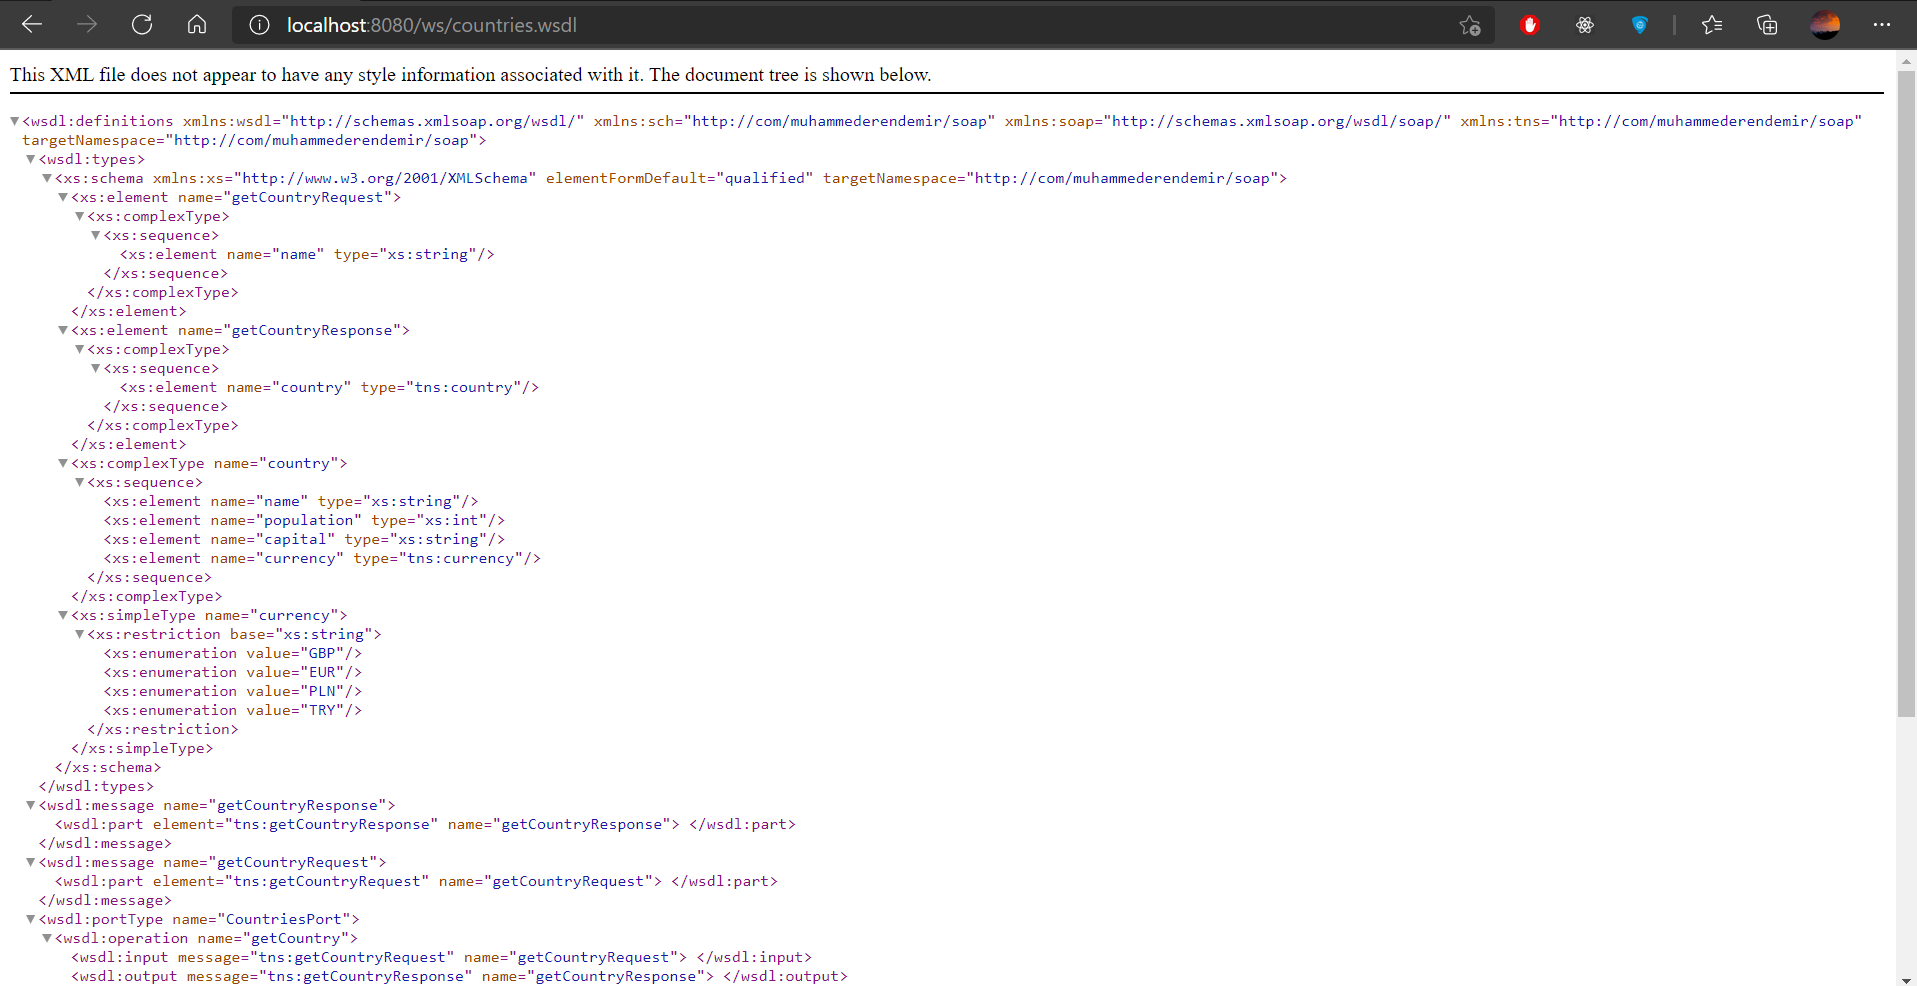 localhost:8080/ws/countries.wsdl
This XML file does not appear to have any style information associated with it. The document tree is shown below.
<wsdl:definitions xmlns:wsdl="http://schemas.xmlsoap.org/wsdl/" xmlns:sch="http://com/muhammederendemir/soap" xmlns:soap="http://schemas.xmlsoap.org/wsdl/soap/" xmlns:tns="http://com/muhammederendemir/soap"
targetNamespace="http://com/muhammederendemir/soap">
<wsdl:types>
<xs:schema xmlns:xs="http://www.w3.org/2001/XMLSchema" elementFormDefault="qualified" targetNamespace="http://com/muhammederendemir/soap">
<xs:element name="getCountryRequest">
<xs:complexType>
<xs:sequence>
<xs:element name="name" type="xs:string"/>
</xs:sequence>
</xs:complexType>
</xs:element>
<xs:element name="getCountryResponse">
<xs:complexType>
<xs:sequence>
<xs:element name="country" type="tns:country"/>
</xs:sequence>
</xs:complexType>
</xs:element>
<xs:complexType name="country">
<xs:sequence>
<xs:element name="name" type="xs:string"/>
<xs:element name="population" type="xs:int"/>
<xs:element name="capital" type="xs:string"/>
<xs:element name="currency" type="tns:currency"/>
</xs:sequence>
</xs:complexType>
<xs:simpleType name="currency">
<xs:restriction base="xs:string">
<xs:enumeration value="GBP"/>
<xs:enumeration value="EUR"/>
<xs:enumeration value="PLN"/>
<xs:enumeration value="TRY"/>
</xs:restriction>
</xs:simpleType>
</xs:schema>
</wsdl:types>
<wsdl:message name="getCountryResponse">
<wsdl:part element="tns:getCountryResponse" name="getCountryResponse"> </wsdl:part>
</wsdl:message>
<wsdl:message name="getCountryRequest">
<wsdl:part element="tns:getCountryRequest" name="getCountryRequest"> </wsdl:part>
</wsdl:message>
<wsdl:portType name="CountriesPort">
<wsdl:operation name="getCountry">
<wsdl:input message="tns:getCountryRequest" name="getCountryRequest"> </wsdl:input>
<wsdl:output message="tns:getCountryResponse" name="getCountryResponse"> </wsdl:output>